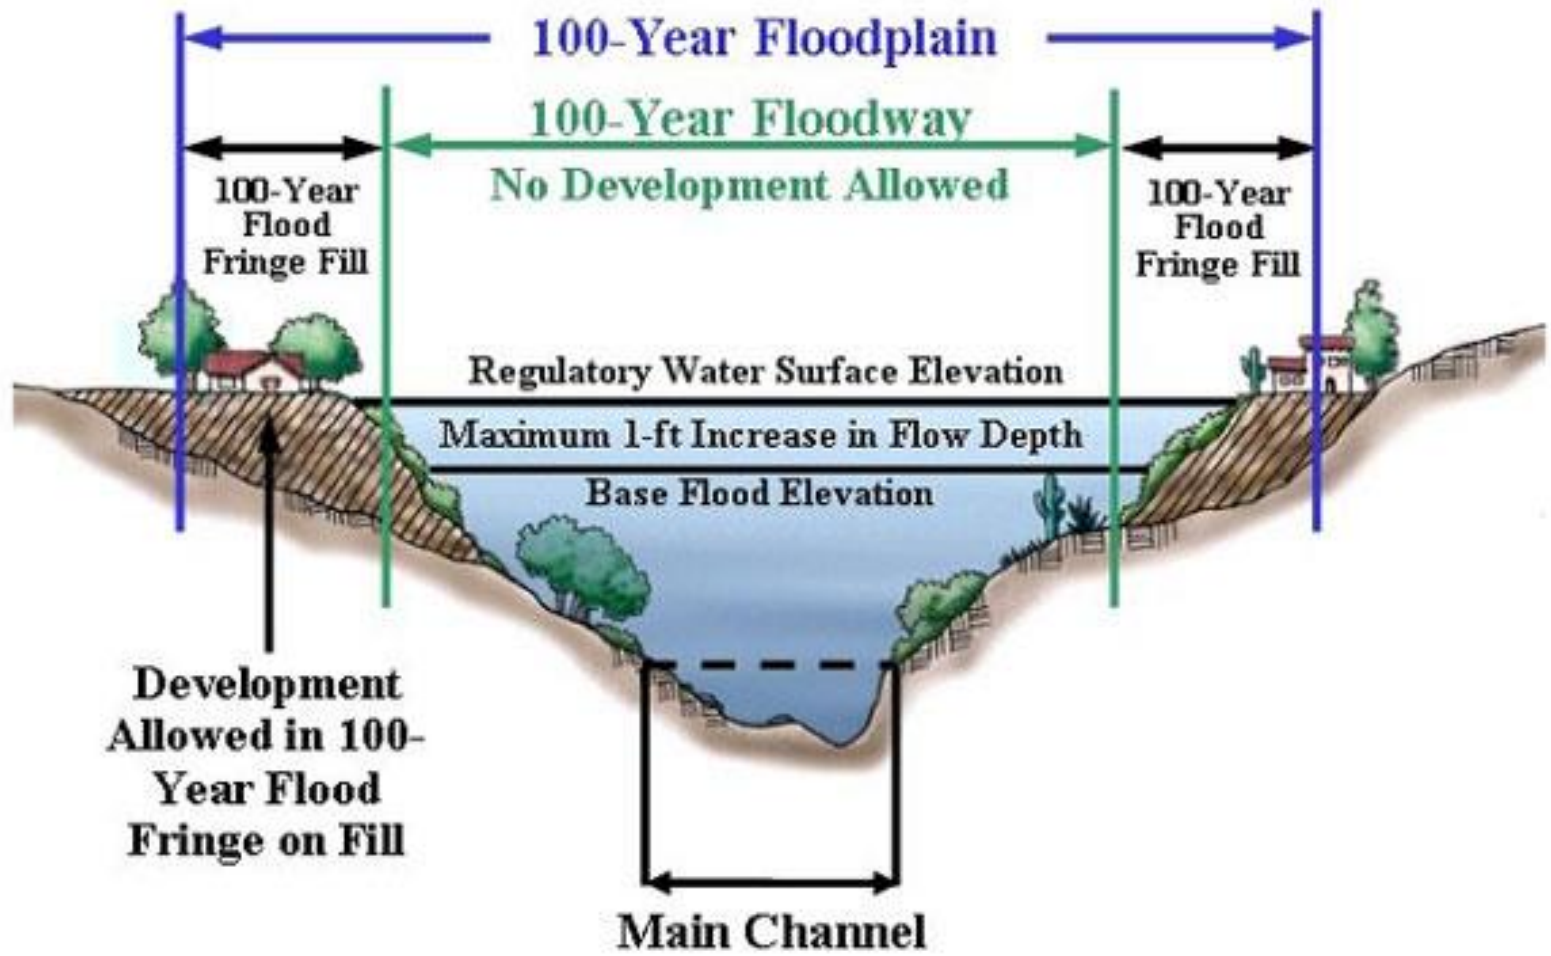 100-Year Floodplain
100-Year Floodway
No Development Allowed
100-Year
Flood
Fringe Fill
100-Year
Flood
Fringe Fill
Regulatory Water Surface Elevation
Maximum 1-ft Increase in Flow Depth
Base Flood Elevation
Development
Allowed in 100-
Year Flood
Fringe on Fill
Main Channel